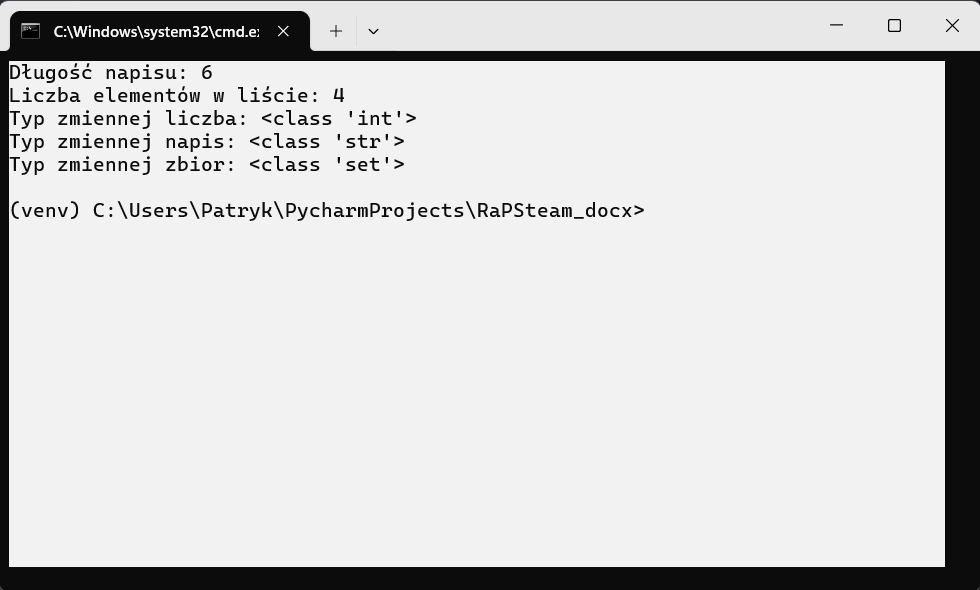 C:\Windows\system32\cmd.e
Długość napisu: 6
Liczba elementów w liście: 4
Typ zmiennej liczba: <class 'int'>
Typ zmiennej napis: <class 'str'>
Typ zmiennej zbior: <class 'set'>
(venv) C:\Users\Patryk\PycharmProjects\RaPSteam_docx>